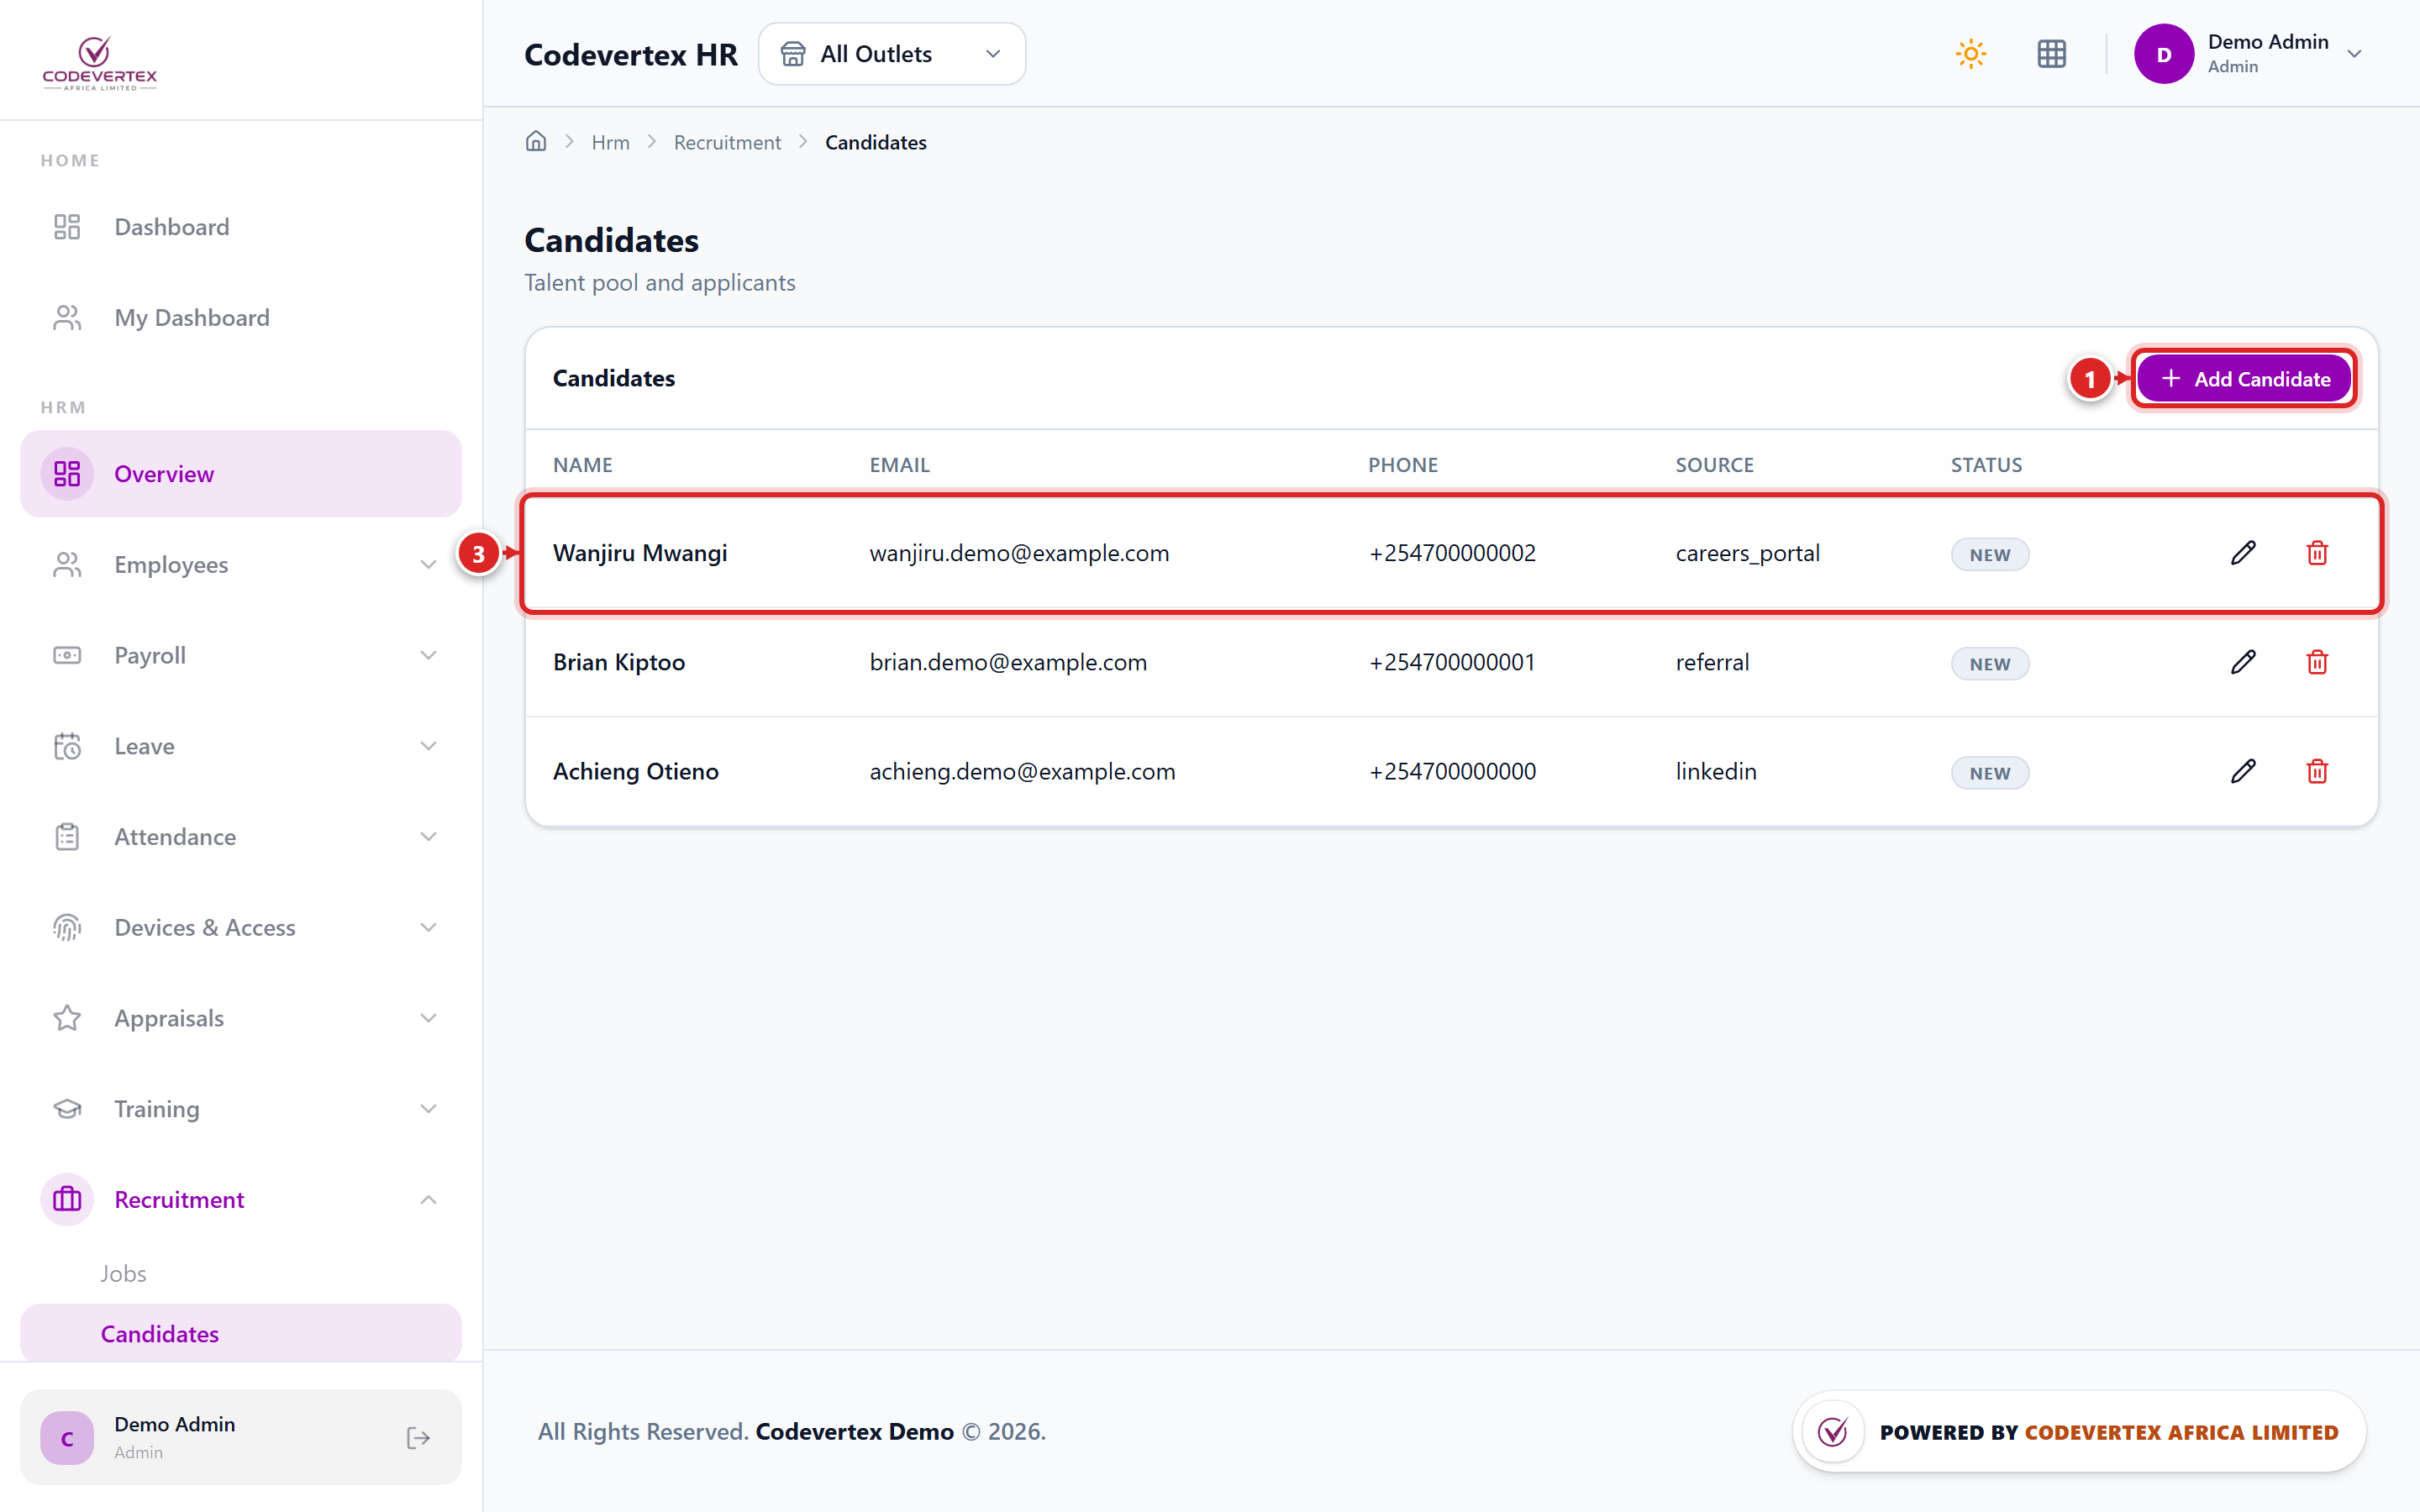 CODEVERTEX
AFRICA LIMITED
HOME
Dashboard
My Dashboard
HRM
Overview
Employees
Payroll
Leave
Attendance
Devices & Access
Appraisals
Training
Recruitment
Jobs
Candidates
C
Demo Admin
Admin
Codevertex HR
All Outlets
D
Demo Admin
Admin
Hrm
Recruitment
Candidates
Candidates
Talent pool and applicants
Candidates
1
Add Candidate
NAME EMAIL PHONE SOURCE STATUS
3
Wanjiru Mwangi wanjiru.demo@example.com +254700000002 careers_portal NEW
Brian Kiptoo brian.demo@example.com +254700000001 referral NEW
Achieng Otieno achieng.demo@example.com +254700000000 linkedin NEW
All Rights Reserved. Codevertex Demo © 2026.
POWERED BY CODEVERTEX AFRICA LIMITED